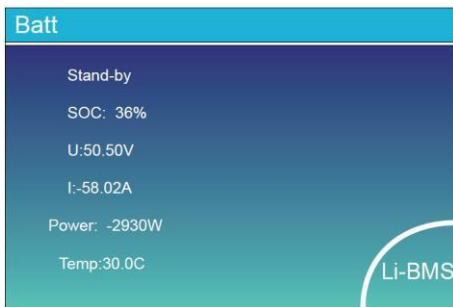 Batt
Stand-by
SOC: 36%
U:50.50V
I:-58.02A
Power: -2930W
Temp:30.0C
Li-BMS